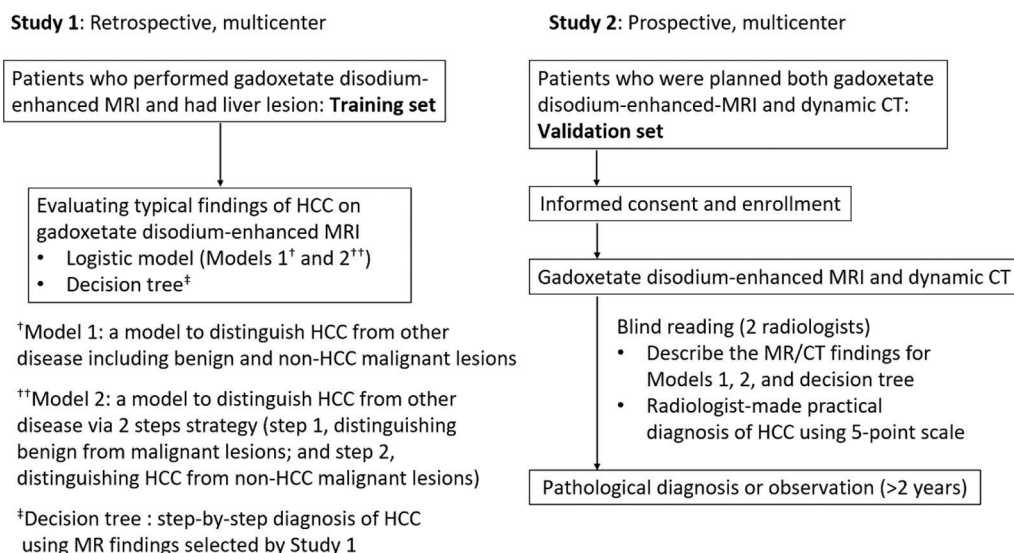 Study 1: Retrospective, multicenter
Patients who performed gadoxetate disodium-
enhanced MRI and had liver lesion: Training set
Evaluating typical findings of HCC on
gadoxetate disodium-enhanced MRI
• Logistic model (Models 1† and 2††)
• Decision tree‡
†Model 1: a model to distinguish HCC from other
disease including benign and non-HCC malignant lesions
††Model 2: a model to distinguish HCC from other
disease via 2 steps strategy (step 1, distinguishing
benign from malignant lesions; and step 2,
distinguishing HCC from non-HCC malignant lesions)
‡Decision tree : step-by-step diagnosis of HCC
using MR findings selected by Study 1
Study 2: Prospective, multicenter
Patients who were planned both gadoxetate
disodium-enhanced-MRI and dynamic CT:
Validation set
Informed consent and enrollment
Gadoxetate disodium-enhanced MRI and dynamic CT
Blind reading (2 radiologists)
• Describe the MR/CT findings for
Models 1, 2, and decision tree
• Radiologist-made practical
diagnosis of HCC using 5-point scale
Pathological diagnosis or observation (>2 years)